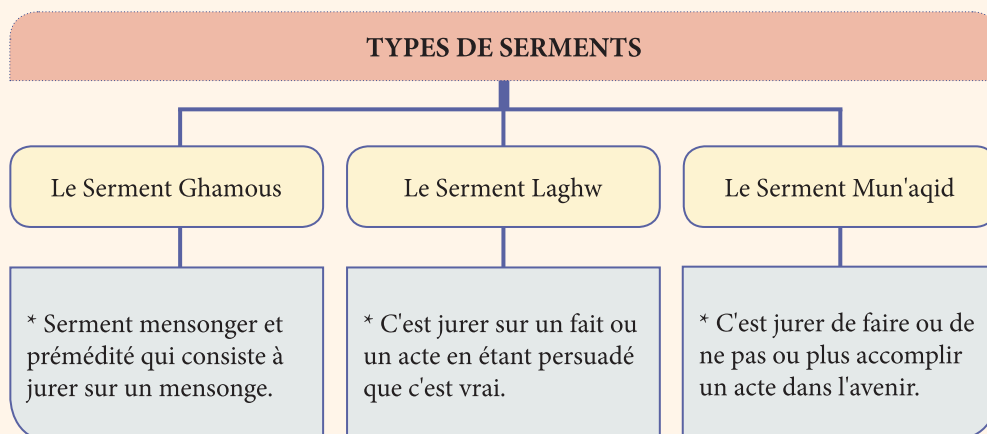 TYPES DE SERMENTS
Le Serment Ghamous
Le Serment Laghw
Le Serment Mun'aqid
* Serment mensonger et
prémédité qui consiste à
jurer sur un mensonge.
* C'est jurer sur un fait ou
un acte en étant persuadé
que c'est vrai.
* C'est jurer de faire ou de
ne pas ou plus accomplir
un acte dans l'avenir.